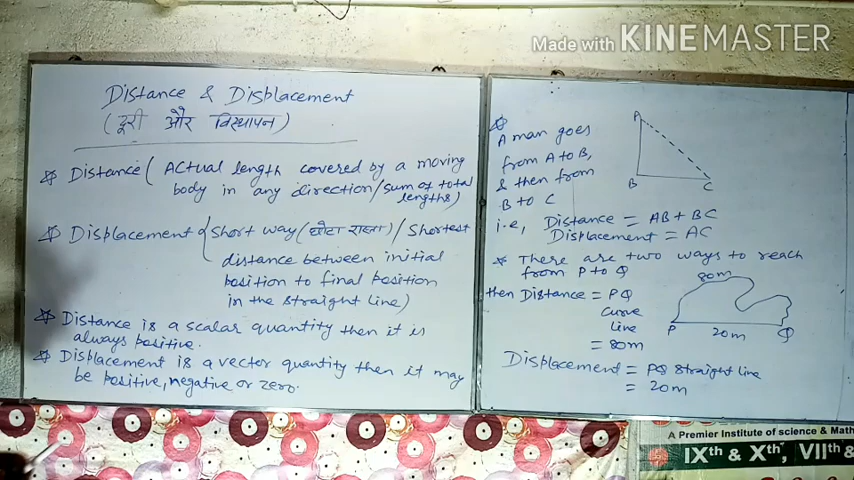 Made with KINEMASTER
Distance & Displacement
(दूरी और विस्थापन)
* Distance (Actual length covered by a moving
body in any direction/sum of total
lengths)
* Displacement (Short way (छोटा रास्ता)/Shortest
distance between initial
position to final position
in the straight line)
* Distance is a scalar quantity then it is
always positive.
* Displacement is a vector quantity then it may
be positive, negative or zero.
* A man goes
from A to B,
& then from
B to C
i.e, Distance = AB + BC
Displacement = AC
A
B C
* There are two ways to reach
from P to Q
then Distance = PQ
curve
line
= 80m
80m
P 20m Q
Displacement = PQ straight line
= 20m
A Premier Institute of science & Math
IXth & Xth, VIIth &